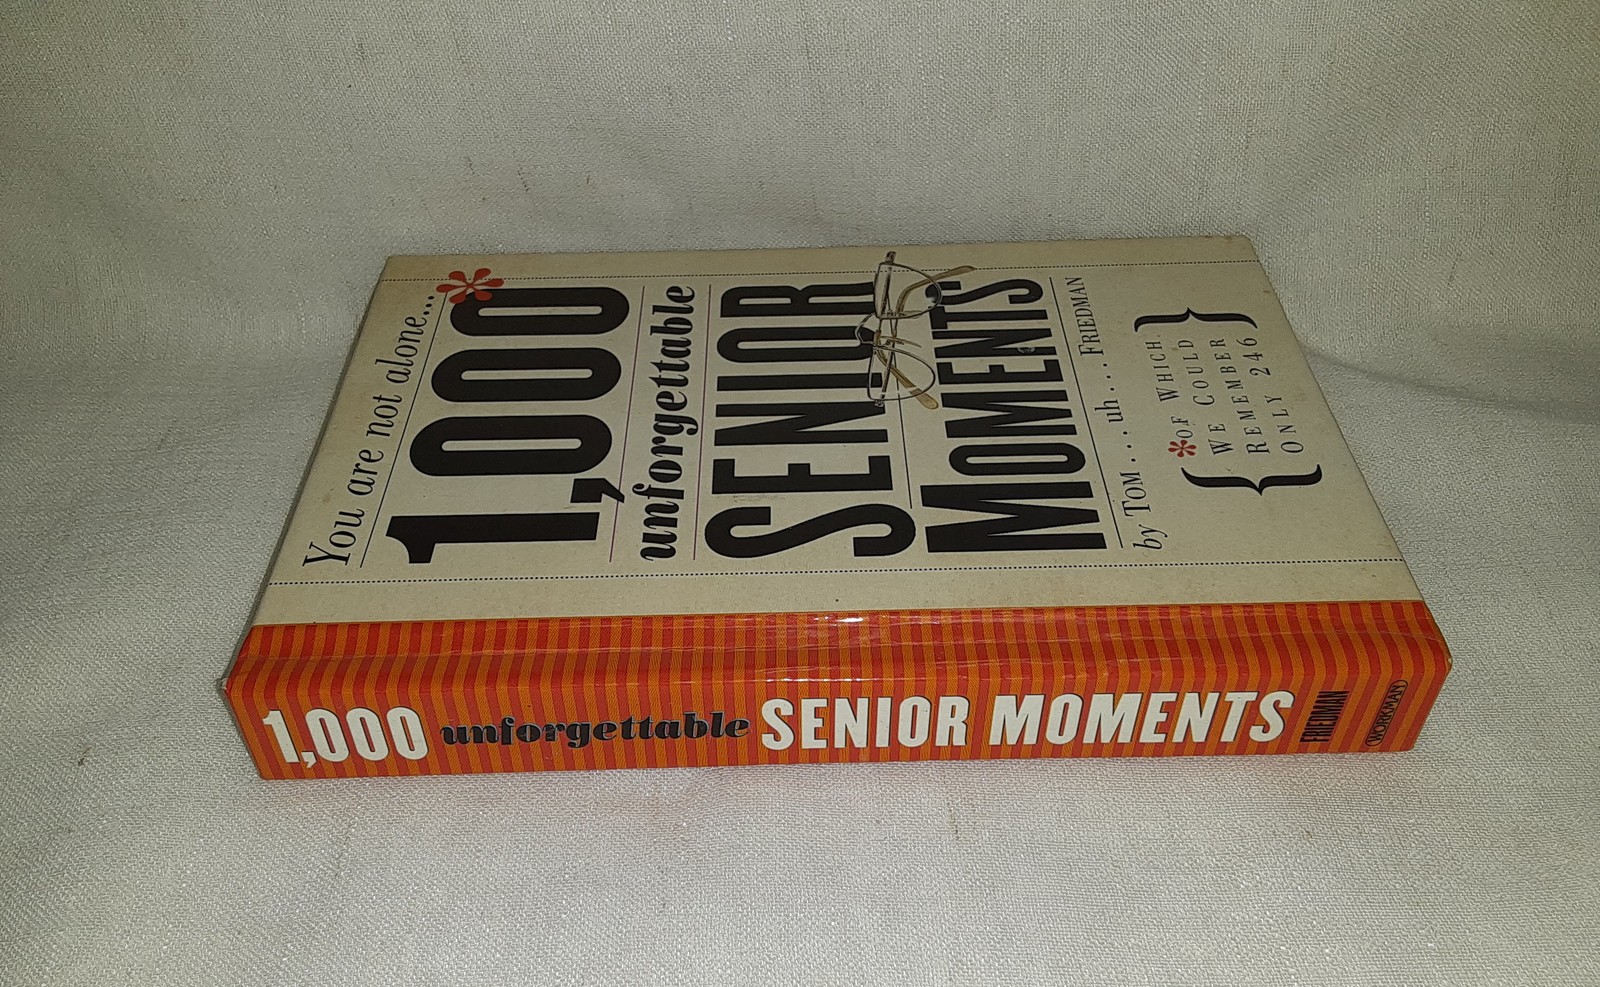 You are not alone...
1,000*
unforgettable
SENIOR
MOMENTS
by TOM....uh....FRIEDMAN
*OF WHICH
WE COULD
REMEMBER
ONLY 246
1,000 unforgettable SENIOR MOMENTS FRIEDMAN WORKMAN